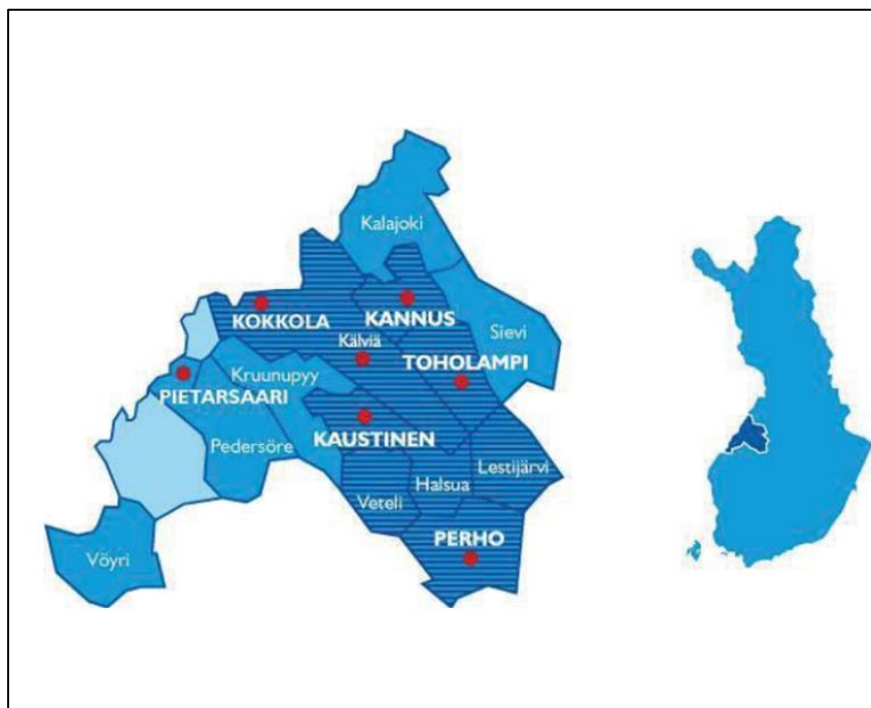 Kalajoki
KOKKOLA
KANNUS
Sievi
Kälviä
TOHOLAMPI
Kruunupyy
PIETARSAARI
KAUSTINEN
Pedersöre
Lestijärvi
Halsua
Veteli
PERHO
Vöyri